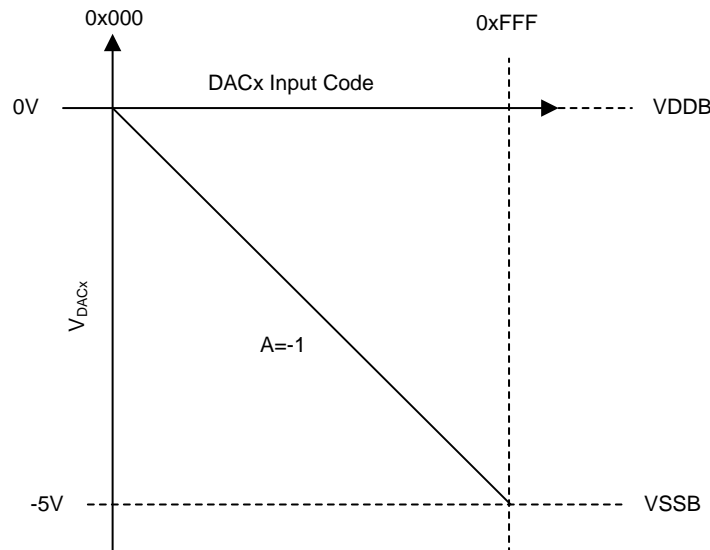 0x000
0xFFF
DACx Input Code
0V
VDDB
VDACx
A=-1
-5V
VSSB